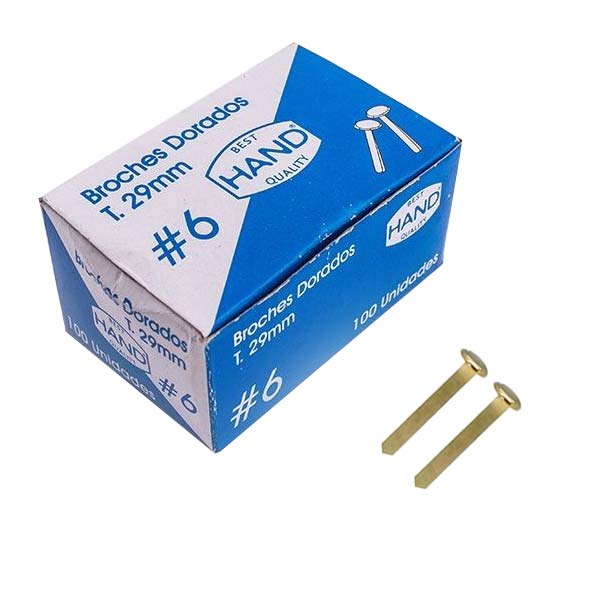 Broches Dorados
T. 29mm
#6
BEST
HAND®
QUALITY
Broches Dorados
T. 29mm
100 Unidades
#6
BEST
HAND
QUALITY
Broches Dorados
T. 29mm
100 Unidades
#6
BEST
HAND
QUALITY